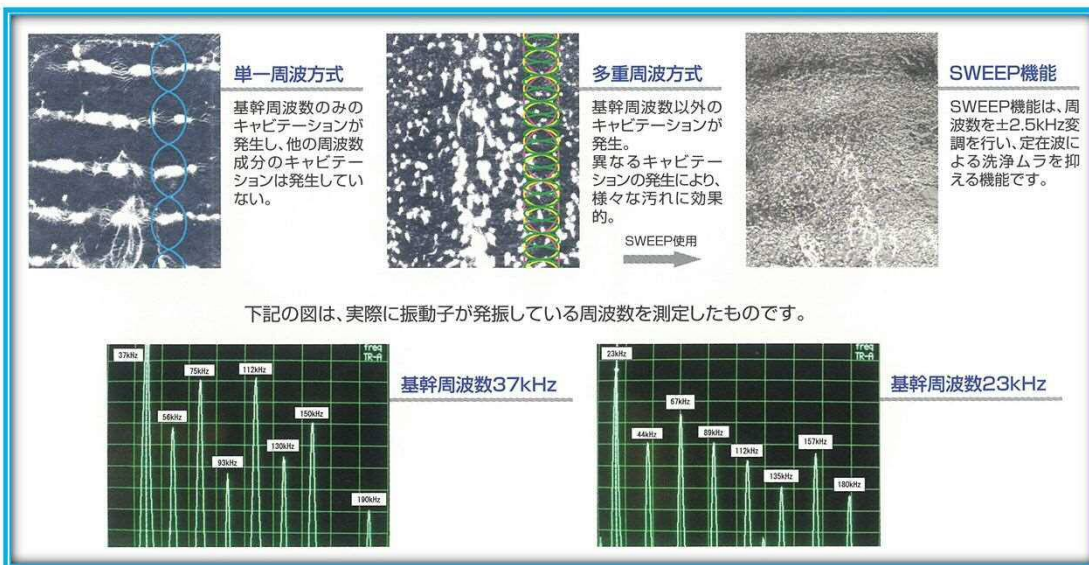 単一周波方式
基幹周波数のみの
キャビテーションが
発生し、他の周波数
成分のキャビテー
ションは発生してい
ない。
多重周波方式
基幹周波数以外の
キャビテーションが
発生。
異なるキャビテー
ションの発生により、
様々な汚れに効果
的。
SWEEP使用
SWEEP機能
SWEEP機能は、周
波数を±2.5kHz変
調を行い、定在波に
よる洗浄ムラを抑
える機能です。
下記の図は、実際に振動子が発振している周波数を測定したものです。
freq
TR-A
37kHz
56kHz
75kHz
93kHz
112kHz
130kHz
150kHz
190kHz
基幹周波数37kHz
freq
TR-A
23kHz
44kHz
67kHz
89kHz
112kHz
135kHz
157kHz
180kHz
基幹周波数23kHz